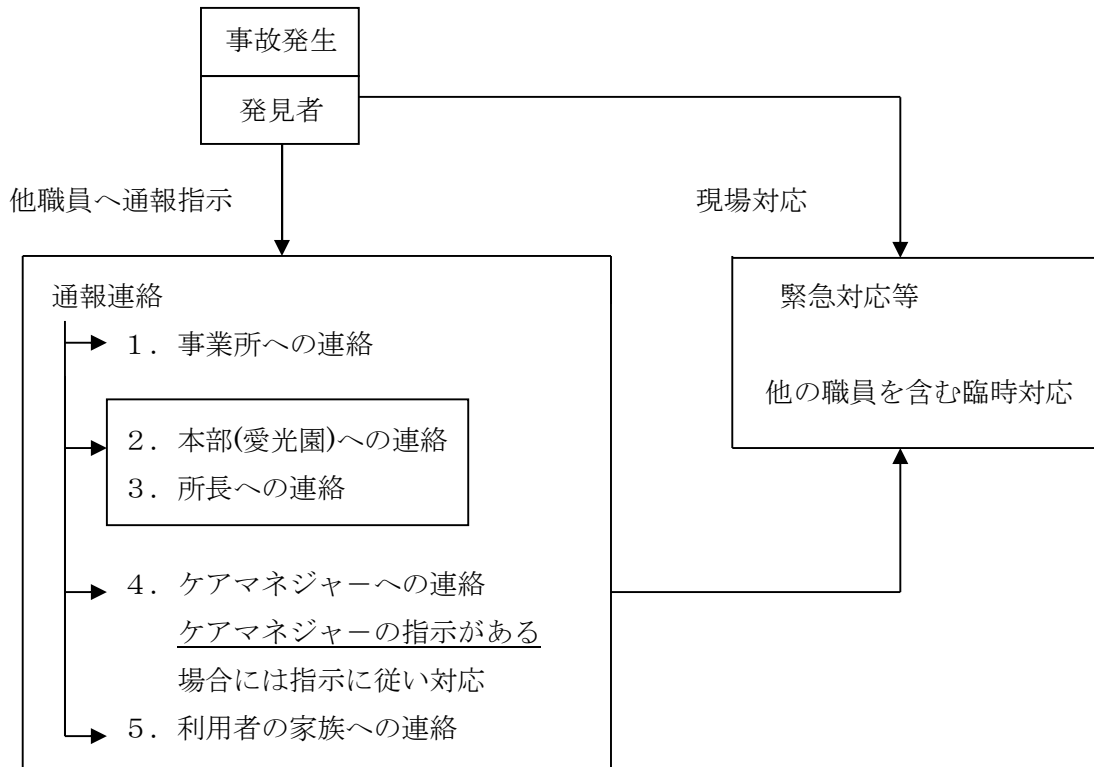 事故発生
発見者
他職員へ通報指示
現場対応
通報連絡
１．事業所への連絡
２．本部(愛光園)への連絡
３．所長への連絡
４．ケアマネジャーへの連絡
ケアマネジャーの指示がある
場合には指示に従い対応
５．利用者の家族への連絡
緊急対応等
他の職員を含む臨時対応